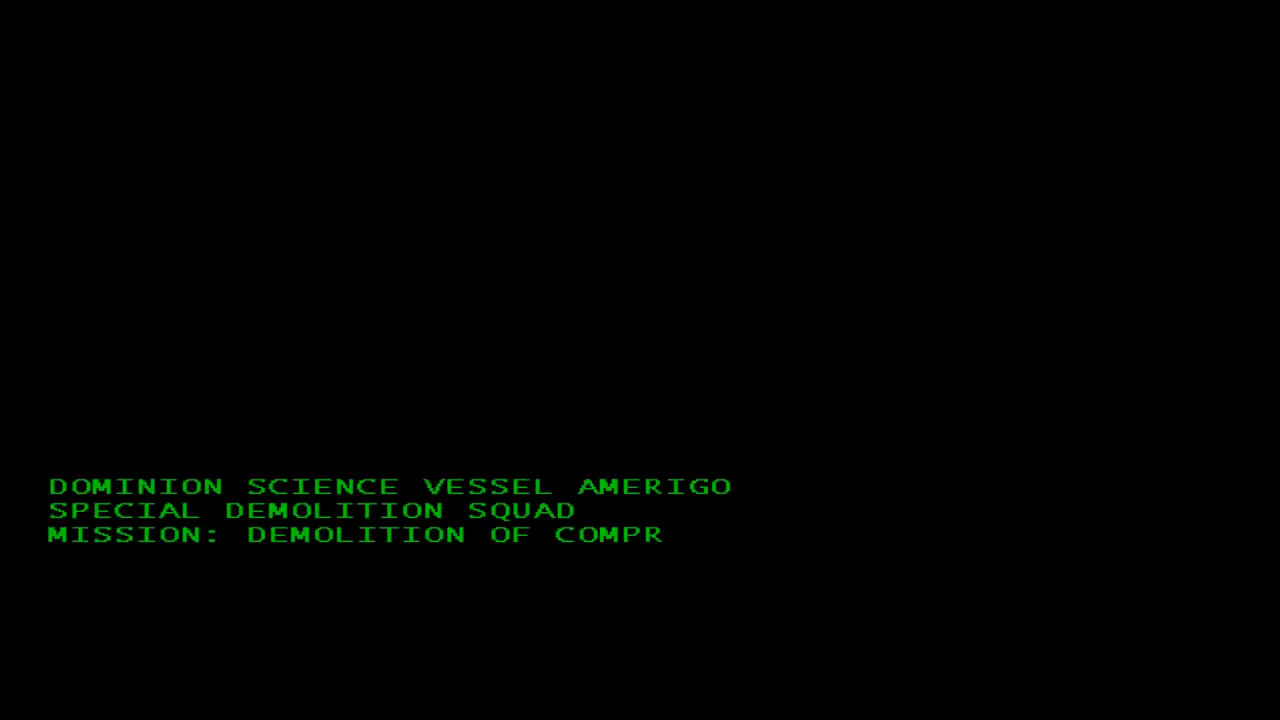 DOMINION SCIENCE VESSEL AMERIGO
SPECIAL DEMOLITION SQUAD
MISSION: DEMOLITION OF COMPR